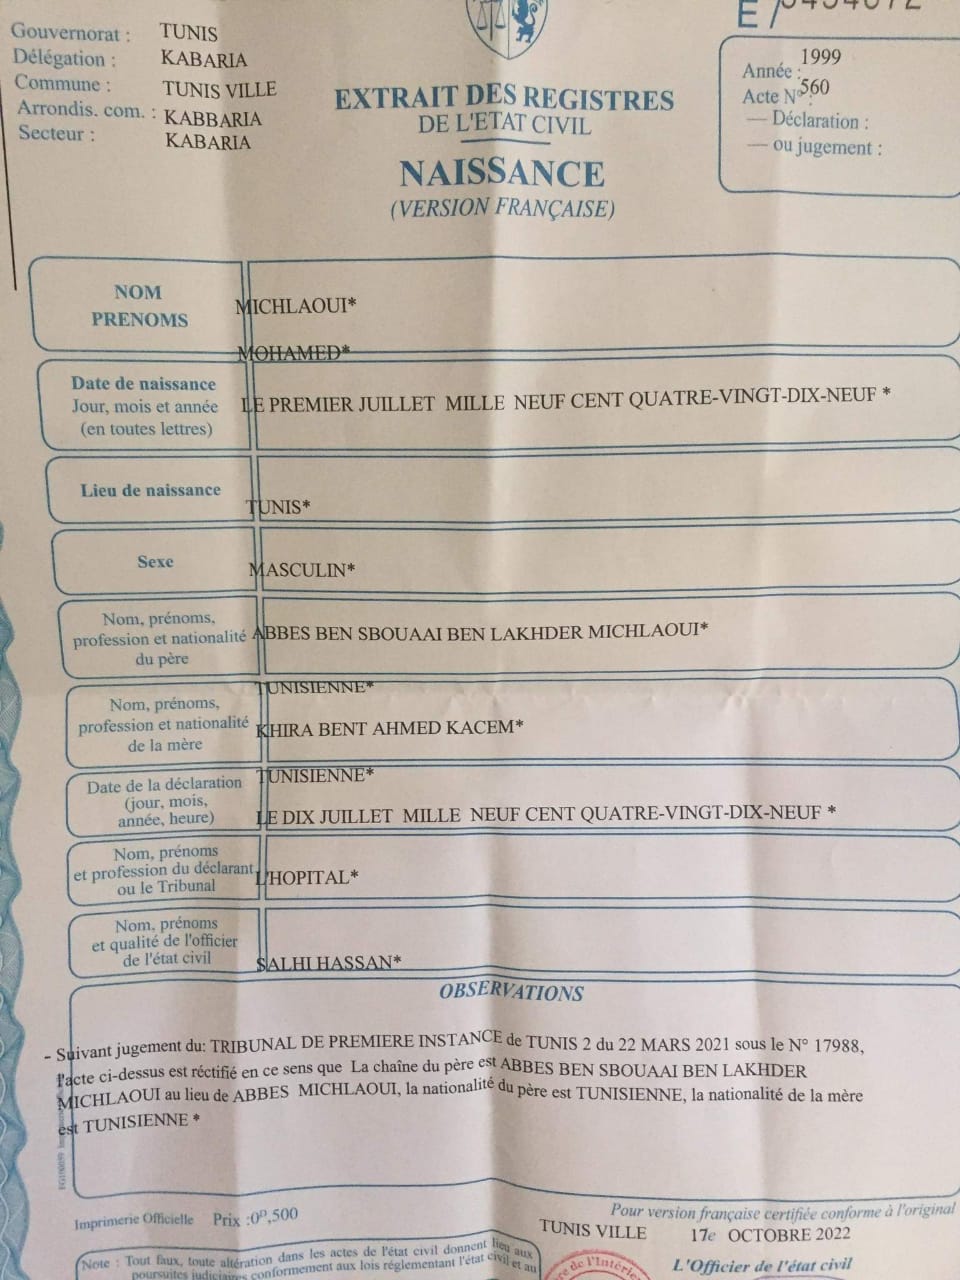 Gouvernorat : TUNIS
Délégation : KABARIA
Commune : TUNIS VILLE
Arrondis. com. : KABBARIA
Secteur : KABARIA
EXTRAIT DES REGISTRES
DE L'ETAT CIVIL
NAISSANCE
(VERSION FRANÇAISE)
E
Année : 1999
Acte N° : 560
— Déclaration :
— ou jugement :
NOM
PRENOMS
MICHLAOUI*
MOHAMED*
Date de naissance
Jour, mois et année
(en toutes lettres)
LE PREMIER JUILLET MILLE NEUF CENT QUATRE-VINGT-DIX-NEUF *
Lieu de naissance
TUNIS*
Sexe
MASCULIN*
Nom, prénoms,
profession et nationalité
du père
ABBES BEN SBOUAAI BEN LAKHDER MICHLAOUI*
TUNISIENNE*
Nom, prénoms,
profession et nationalité
de la mère
KHIRA BENT AHMED KACEM*
TUNISIENNE*
Date de la déclaration
(jour, mois,
année, heure)
LE DIX JUILLET MILLE NEUF CENT QUATRE-VINGT-DIX-NEUF *
Nom, prénoms
et profession du déclarant
ou le Tribunal
L'HOPITAL*
Nom, prénoms
et qualité de l'officier
de l'état civil
SALHI HASSAN*
OBSERVATIONS
- Suivant jugement du: TRIBUNAL DE PREMIERE INSTANCE de TUNIS 2 du 22 MARS 2021 sous le N° 17988,
l'acte ci-dessus est réctifié en ce sens que La chaîne du père est ABBES BEN SBOUAAI BEN LAKHDER
MICHLAOUI au lieu de ABBES MICHLAOUI, la nationalité du père est TUNISIENNE, la nationalité de la mère
est TUNISIENNE *
Imprimerie Officielle Prix :0ᴰ,500
Pour version française certifiée conforme à l'original
TUNIS VILLE 17e OCTOBRE 2022
L'Officier de l'état civil
Note : Tout faux, toute altération dans les actes de l'état civil donnent lieu aux
poursuites judiciaires conformement aux lois réglementant l'état civil et au
de l'Intérie